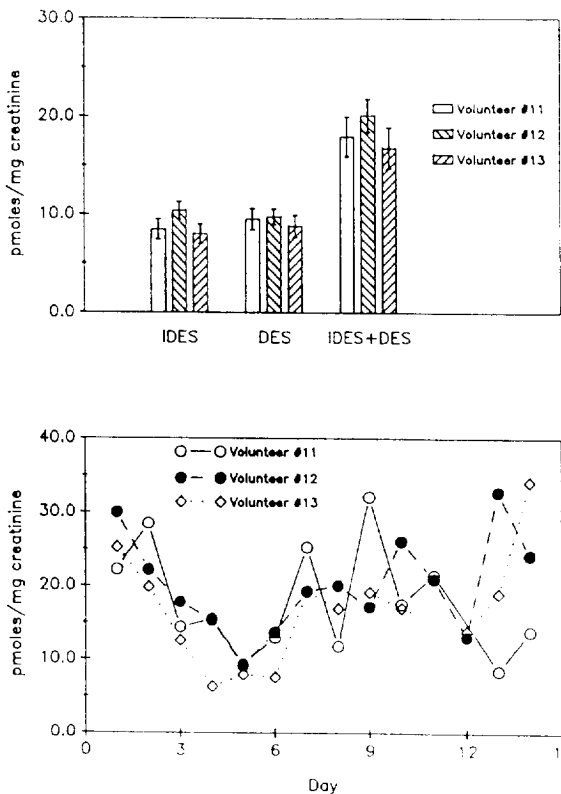 30.0
20.0
10.0
0.0
pmoles/mg creatinine
Volunteer #11
Volunteer #12
Volunteer #13
IDES DES IDES+DES
40.0
30.0
20.0
10.0
0.0
pmoles/mg creatinine
Volunteer #11
Volunteer #12
Volunteer #13
0 3 6 9 12 1
Day